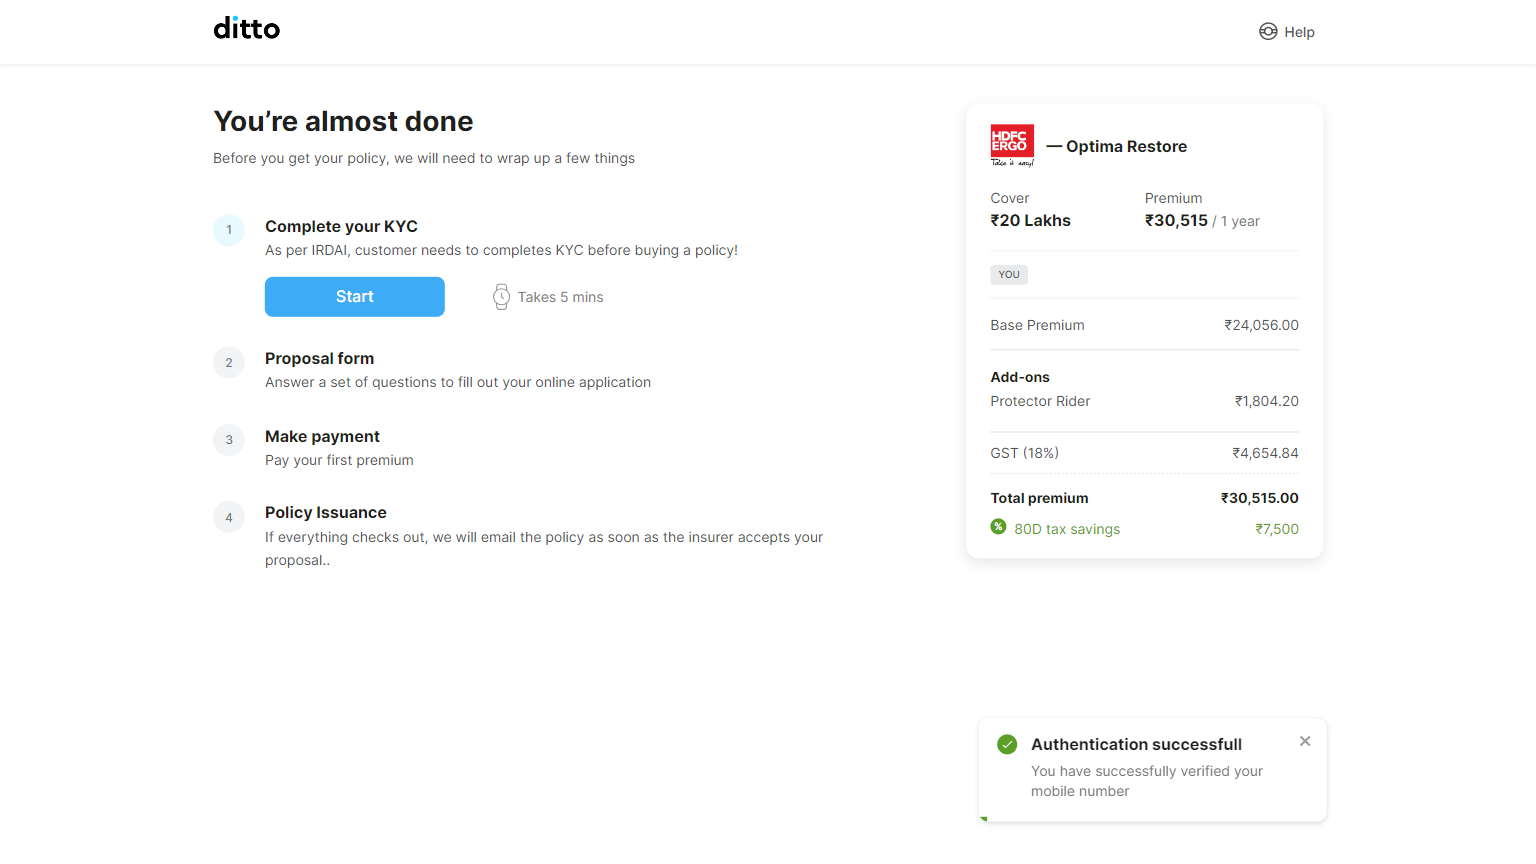 ditto
Help
You're almost done
Before you get your policy, we will need to wrap up a few things
1
Complete your KYC
As per IRDAI, customer needs to completes KYC before buying a policy!
Start
Takes 5 mins
2
Proposal form
Answer a set of questions to fill out your online application
3
Make payment
Pay your first premium
4
Policy Issuance
If everything checks out, we will email the policy as soon as the insurer accepts your
proposal..
HDFC
ERGO
Take it easy!
— Optima Restore
Cover Premium
₹20 Lakhs ₹30,515 / 1 year
YOU
Base Premium ₹24,056.00
Add-ons
Protector Rider ₹1,804.20
GST (18%) ₹4,654.84
Total premium ₹30,515.00
% 80D tax savings ₹7,500
Authentication successfull
You have successfully verified your
mobile number